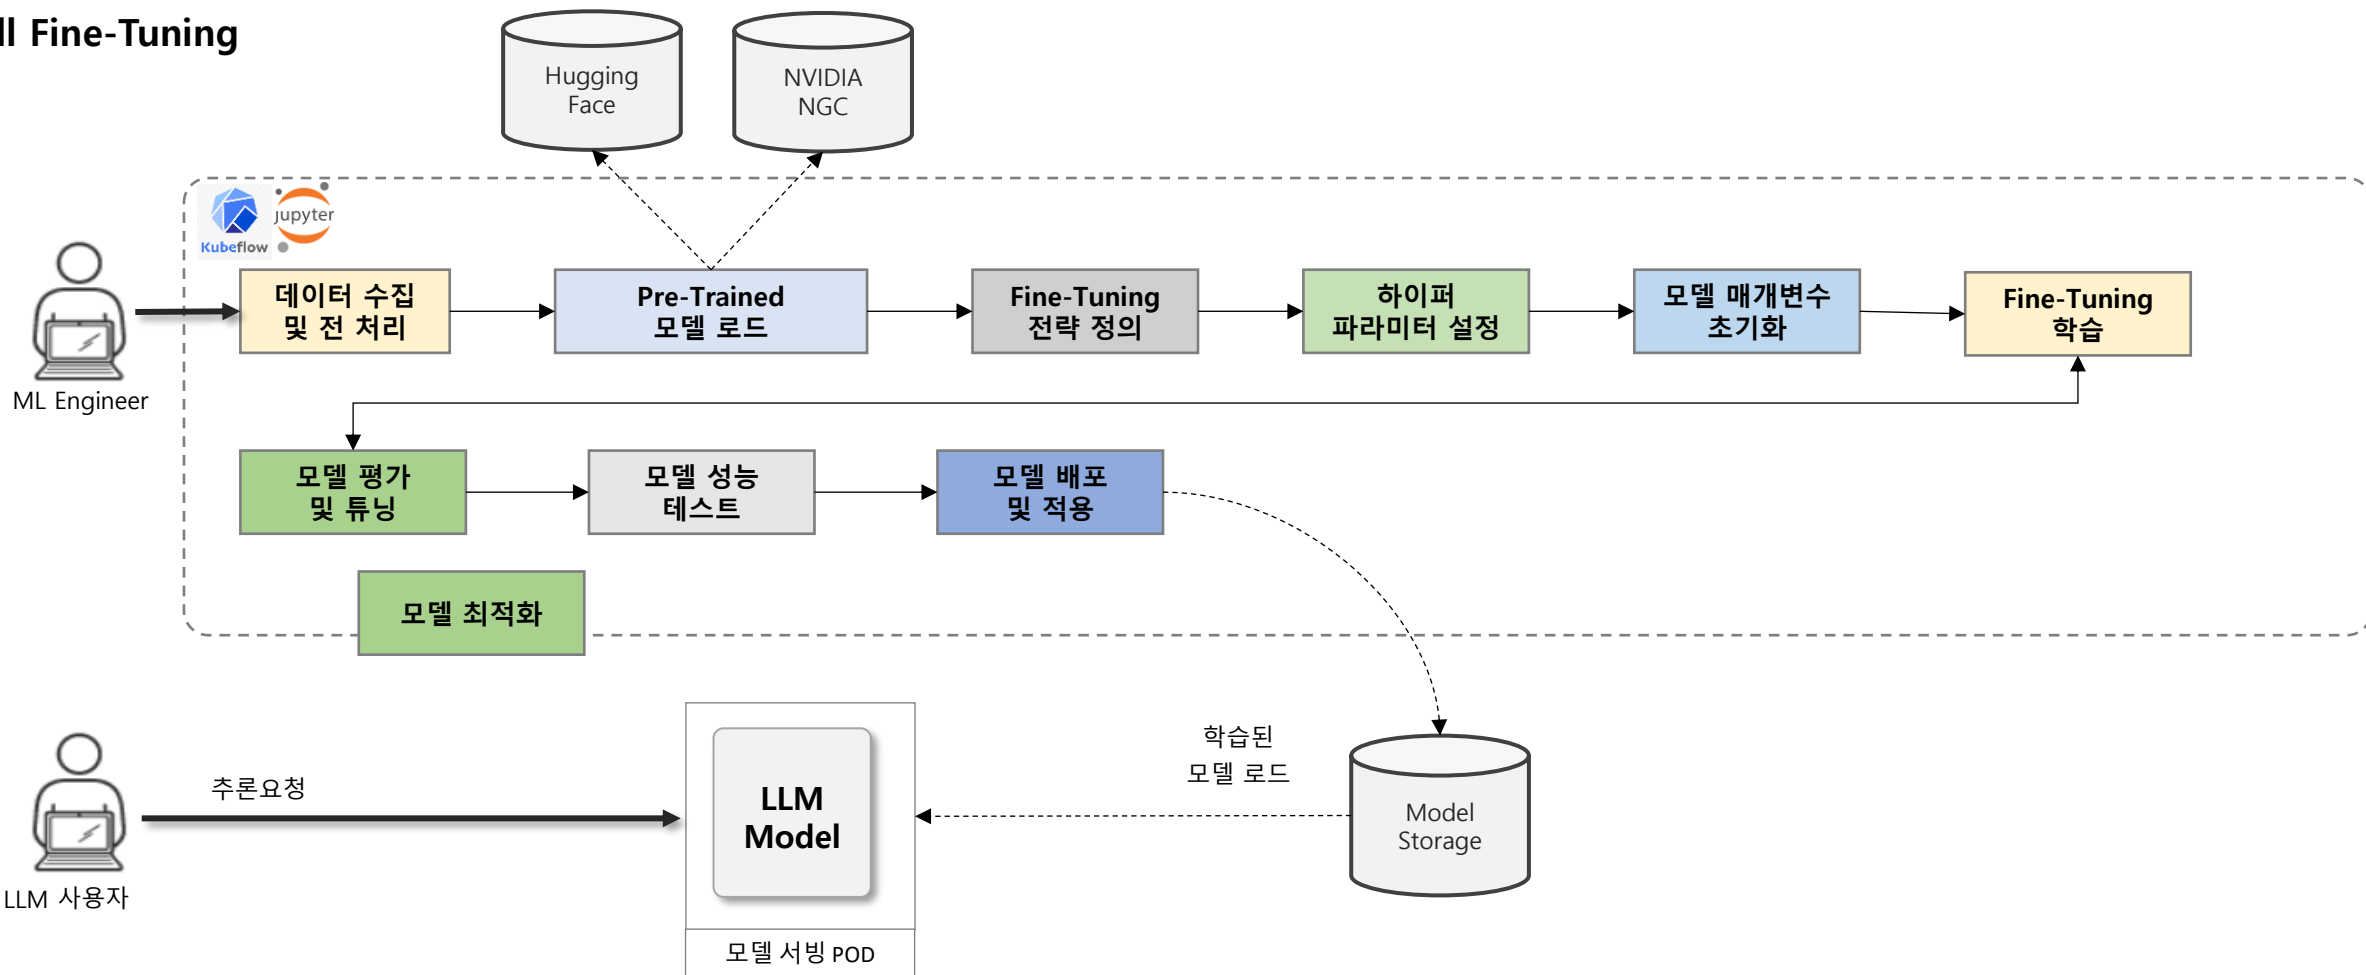 ll Fine-Tuning
Hugging
Face
NVIDIA
NGC
Kubeflow
jupyter
ML Engineer
데이터 수집
및 전 처리
Pre-Trained
모델 로드
Fine-Tuning
전략 정의
하이퍼
파라미터 설정
모델 매개변수
초기화
Fine-Tuning
학습
모델 평가
및 튜닝
모델 성능
테스트
모델 배포
및 적용
모델 최적화
LLM 사용자
추론요청
LLM
Model
모델 서빙 POD
학습된
모델 로드
Model
Storage